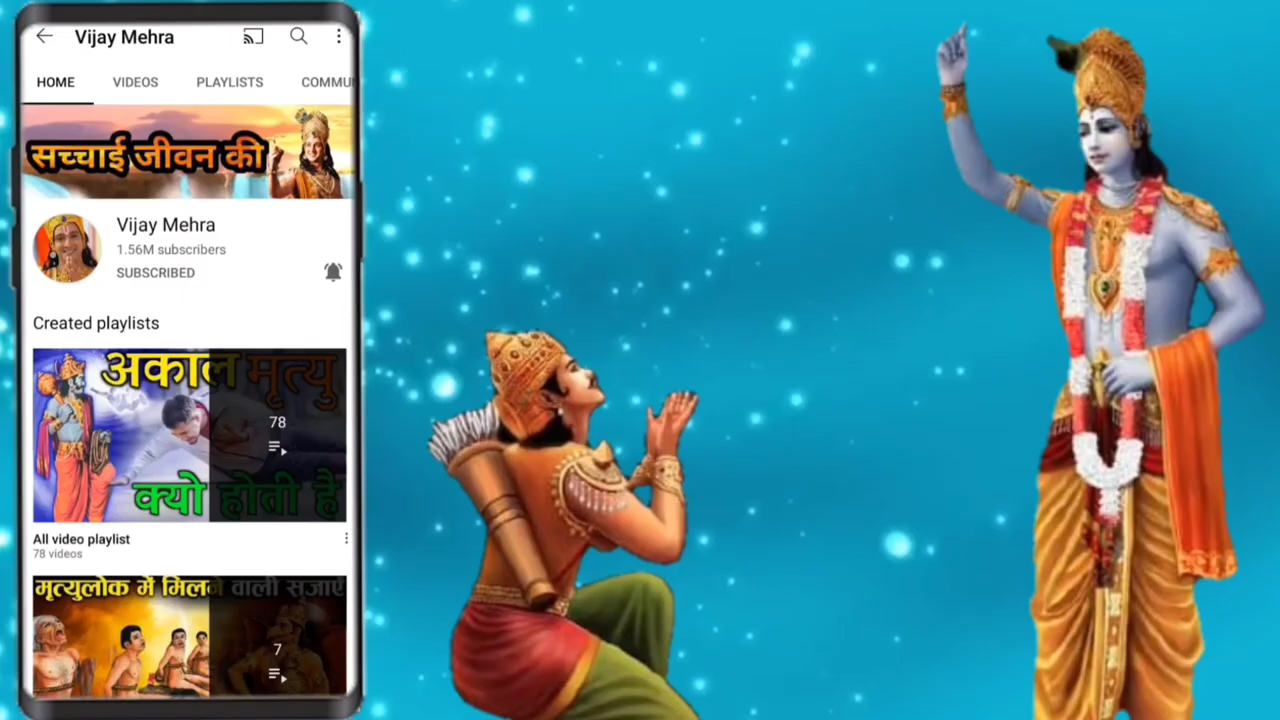 Vijay Mehra
HOME VIDEOS PLAYLISTS COMMU
सच्चाई जीवन की
Vijay Mehra
1.56M subscribers
SUBSCRIBED
Created playlists
अकाल मृत्यु
78
क्यो होती है
All video playlist
78 videos
मृत्युलोक में मिलने वाली सजाएं
7